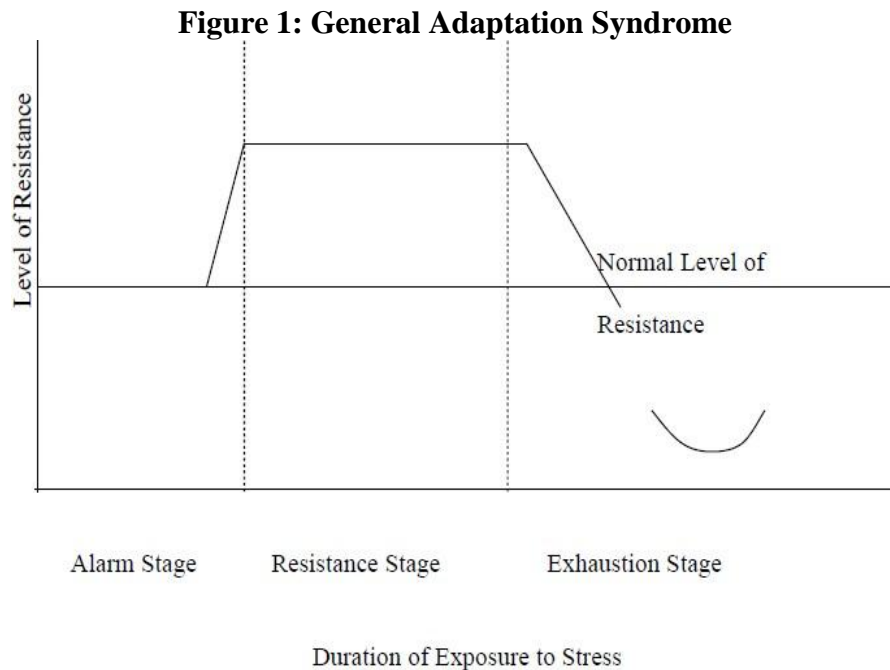 Figure 1: General Adaptation Syndrome
Level of Resistance
Normal Level of
Resistance
Alarm Stage Resistance Stage Exhaustion Stage
Duration of Exposure to Stress